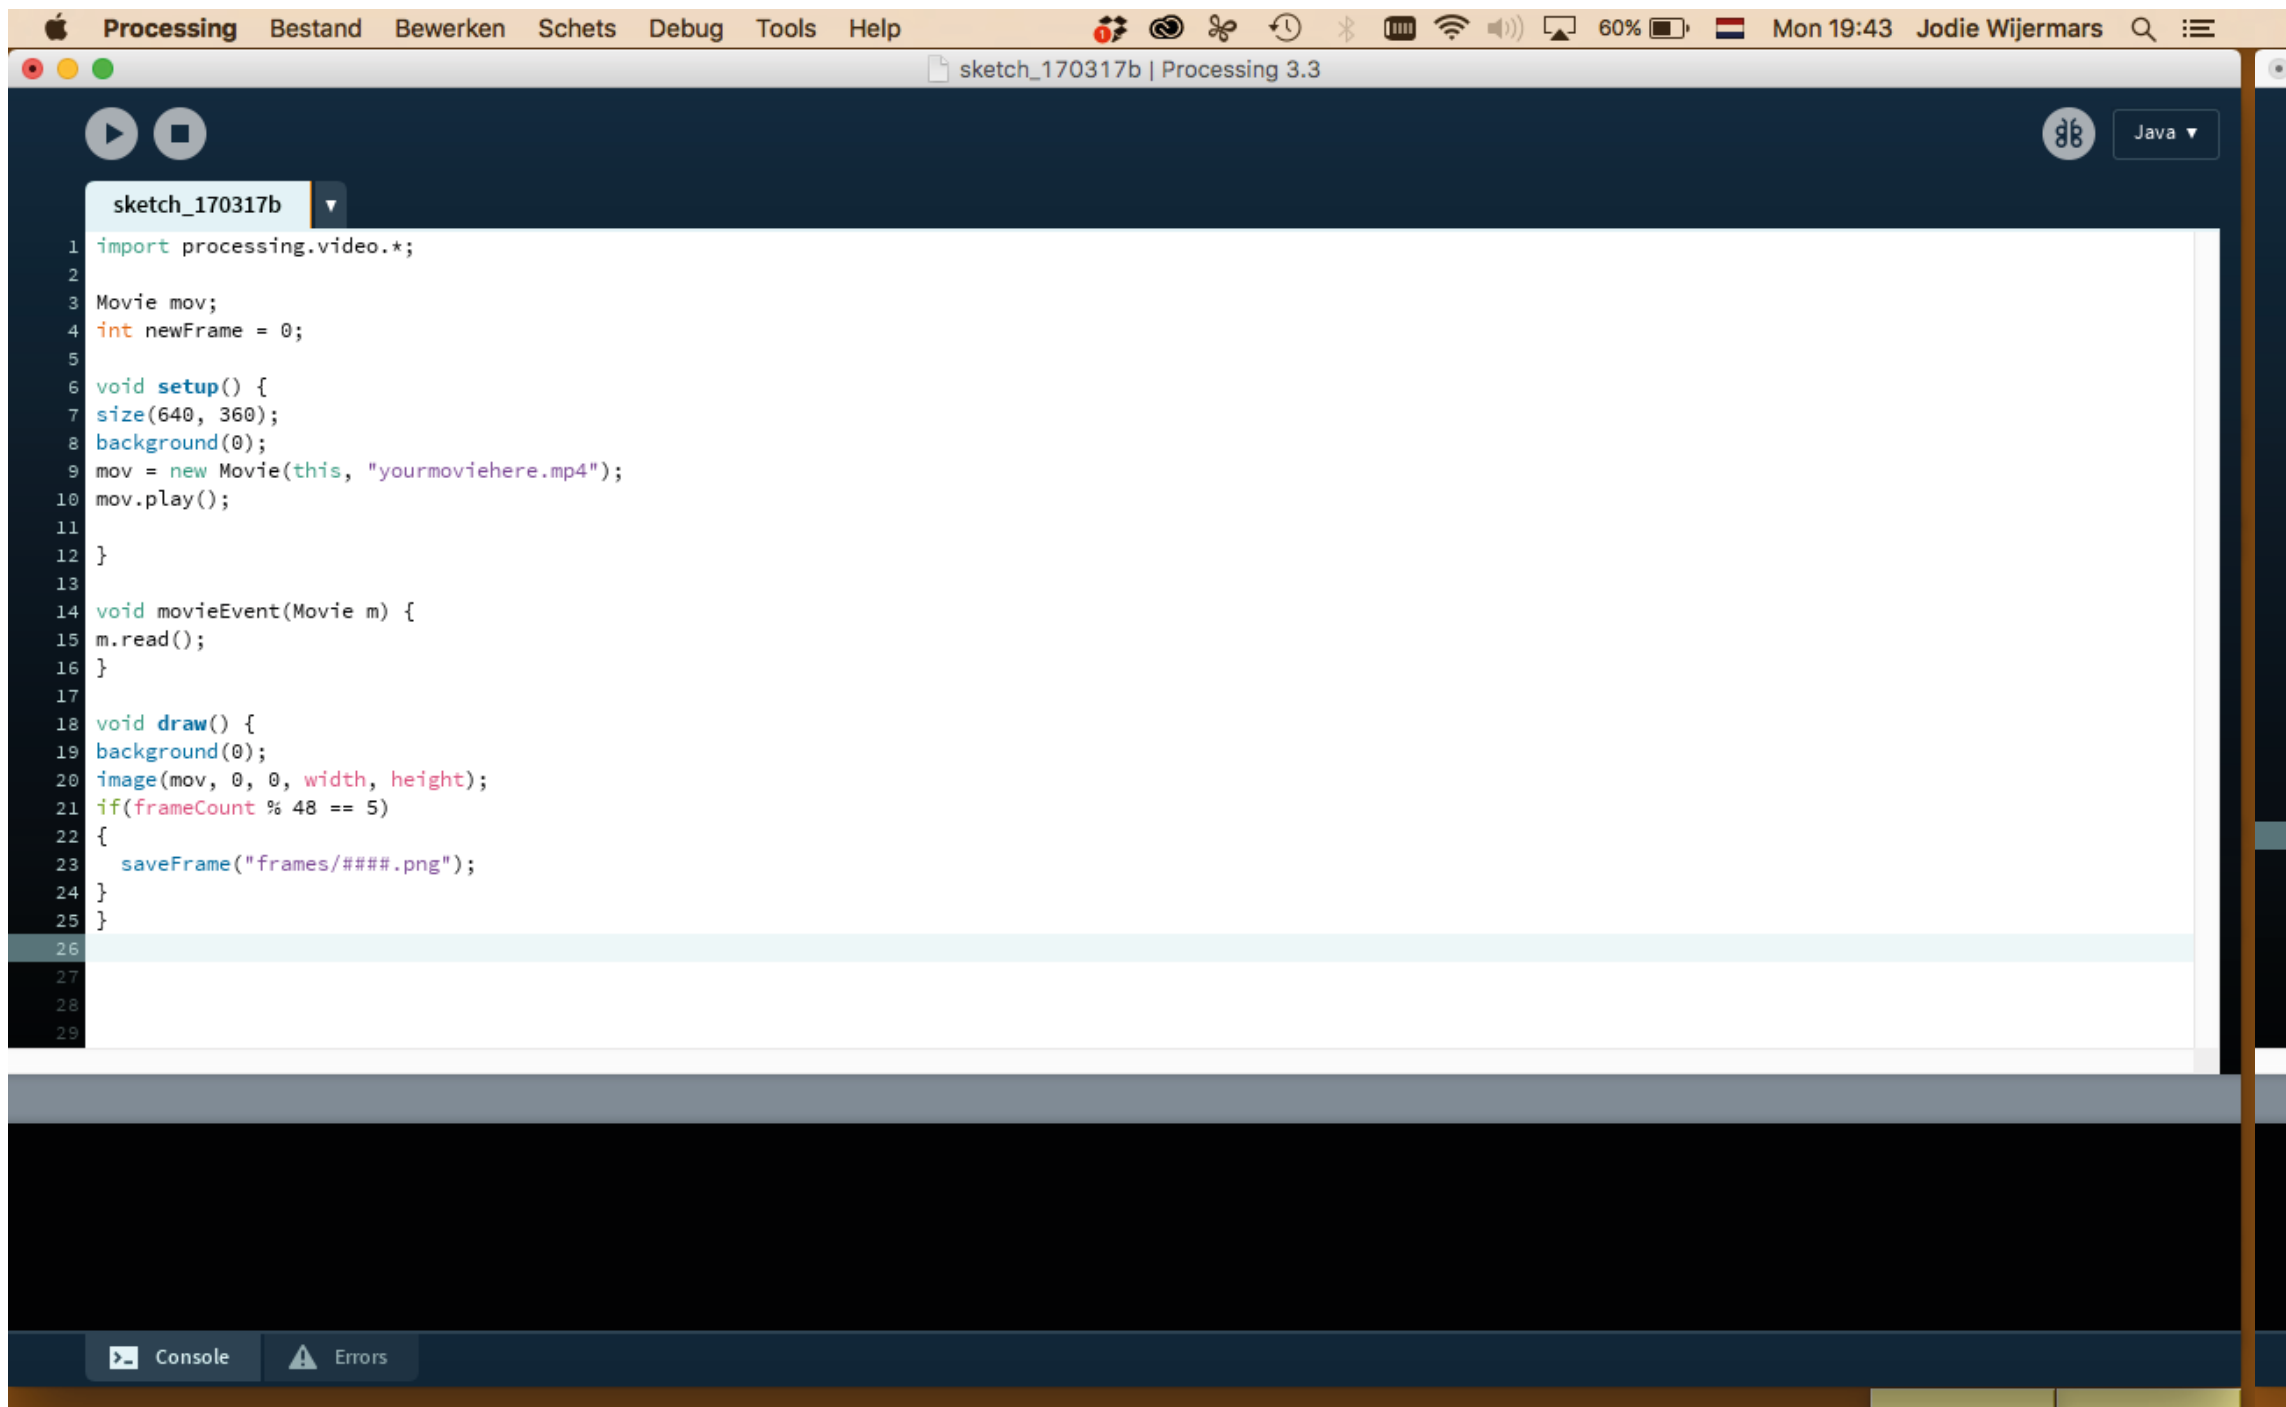 Processing Bestand Bewerken Schets Debug Tools Help 1 60% Mon 19:43 Jodie Wijermars
sketch_170317b | Processing 3.3
Java ▼
sketch_170317b ▼
1 import processing.video.*;
2
3 Movie mov;
4 int newFrame = 0;
5
6 void setup() {
7 size(640, 360);
8 background(0);
9 mov = new Movie(this, "yourmoviehere.mp4");
10 mov.play();
11
12 }
13
14 void movieEvent(Movie m) {
15 m.read();
16 }
17
18 void draw() {
19 background(0);
20 image(mov, 0, 0, width, height);
21 if(frameCount % 48 == 5)
22 {
23 saveFrame("frames/####.png");
24 }
25 }
26
27
28
29
Console Errors